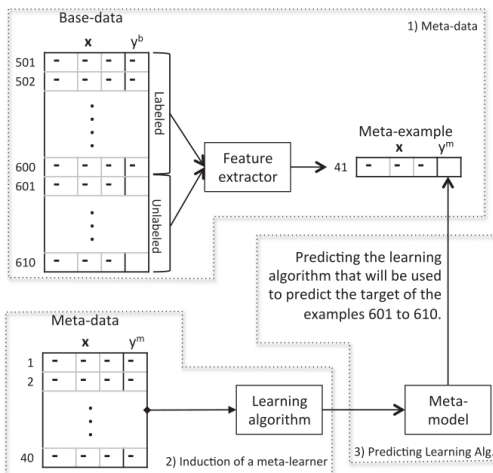 Base-data
1) Meta-data
x y^b
501 - - - -
502 - - - -
Labeled
600 - - - -
601 - - -
Unlabeled
610 - - -
Feature
extractor
Meta-example
x y^m
41 - - -
Predicting the learning
algorithm that will be used
to predict the target of the
examples 601 to 610.
Meta-data
x y^m
1 - - - -
2 - - - -
40 - - - -
Learning
algorithm
Meta-
model
2) Induction of a meta-learner
3) Predicting Learning Alg